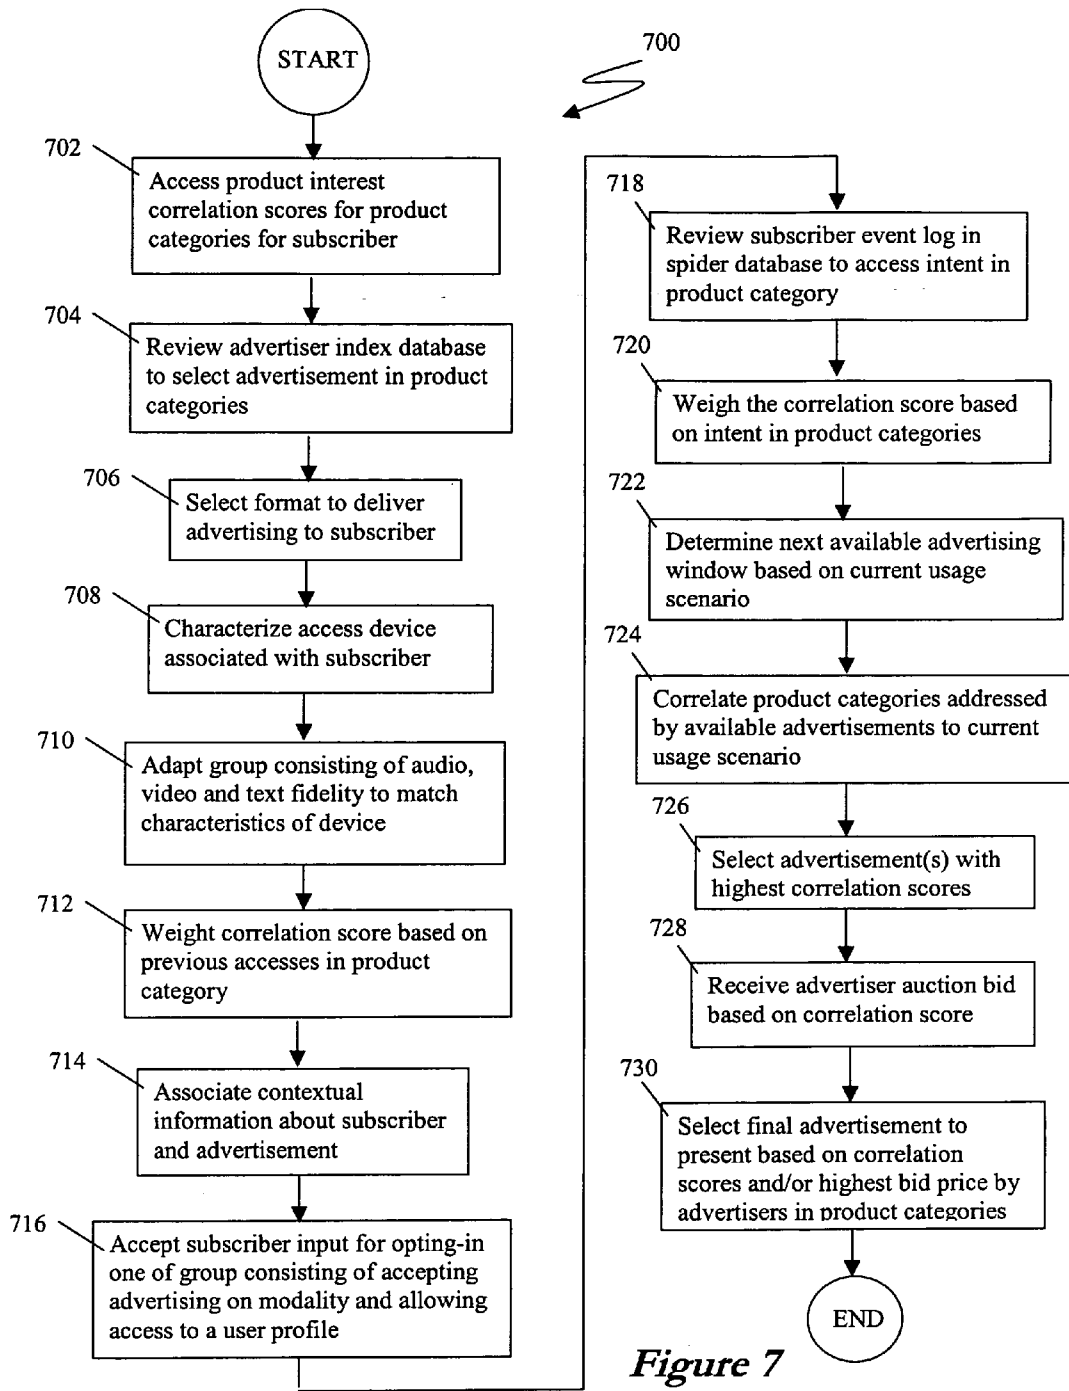 START
700
702
Access product interest
correlation scores for product
categories for subscriber
704
Review advertiser index database
to select advertisement in product
categories
706
Select format to deliver
advertising to subscriber
708
Characterize access device
associated with subscriber
710
Adapt group consisting of audio,
video and text fidelity to match
characteristics of device
712
Weight correlation score based on
previous accesses in product
category
714
Associate contextual
information about subscriber
and advertisement
716
Accept subscriber input for opting-in
one of group consisting of accepting
advertising on modality and allowing
access to a user profile
718
Review subscriber event log in
spider database to access intent in
product category
720
Weigh the correlation score based
on intent in product categories
722
Determine next available advertising
window based on current usage
scenario
724
Correlate product categories addressed
by available advertisements to current
usage scenario
726
Select advertisement(s) with
highest correlation scores
728
Receive advertiser auction bid
based on correlation score
730
Select final advertisement to
present based on correlation
scores and/or highest bid price by
advertisers in product categories
END
Figure 7